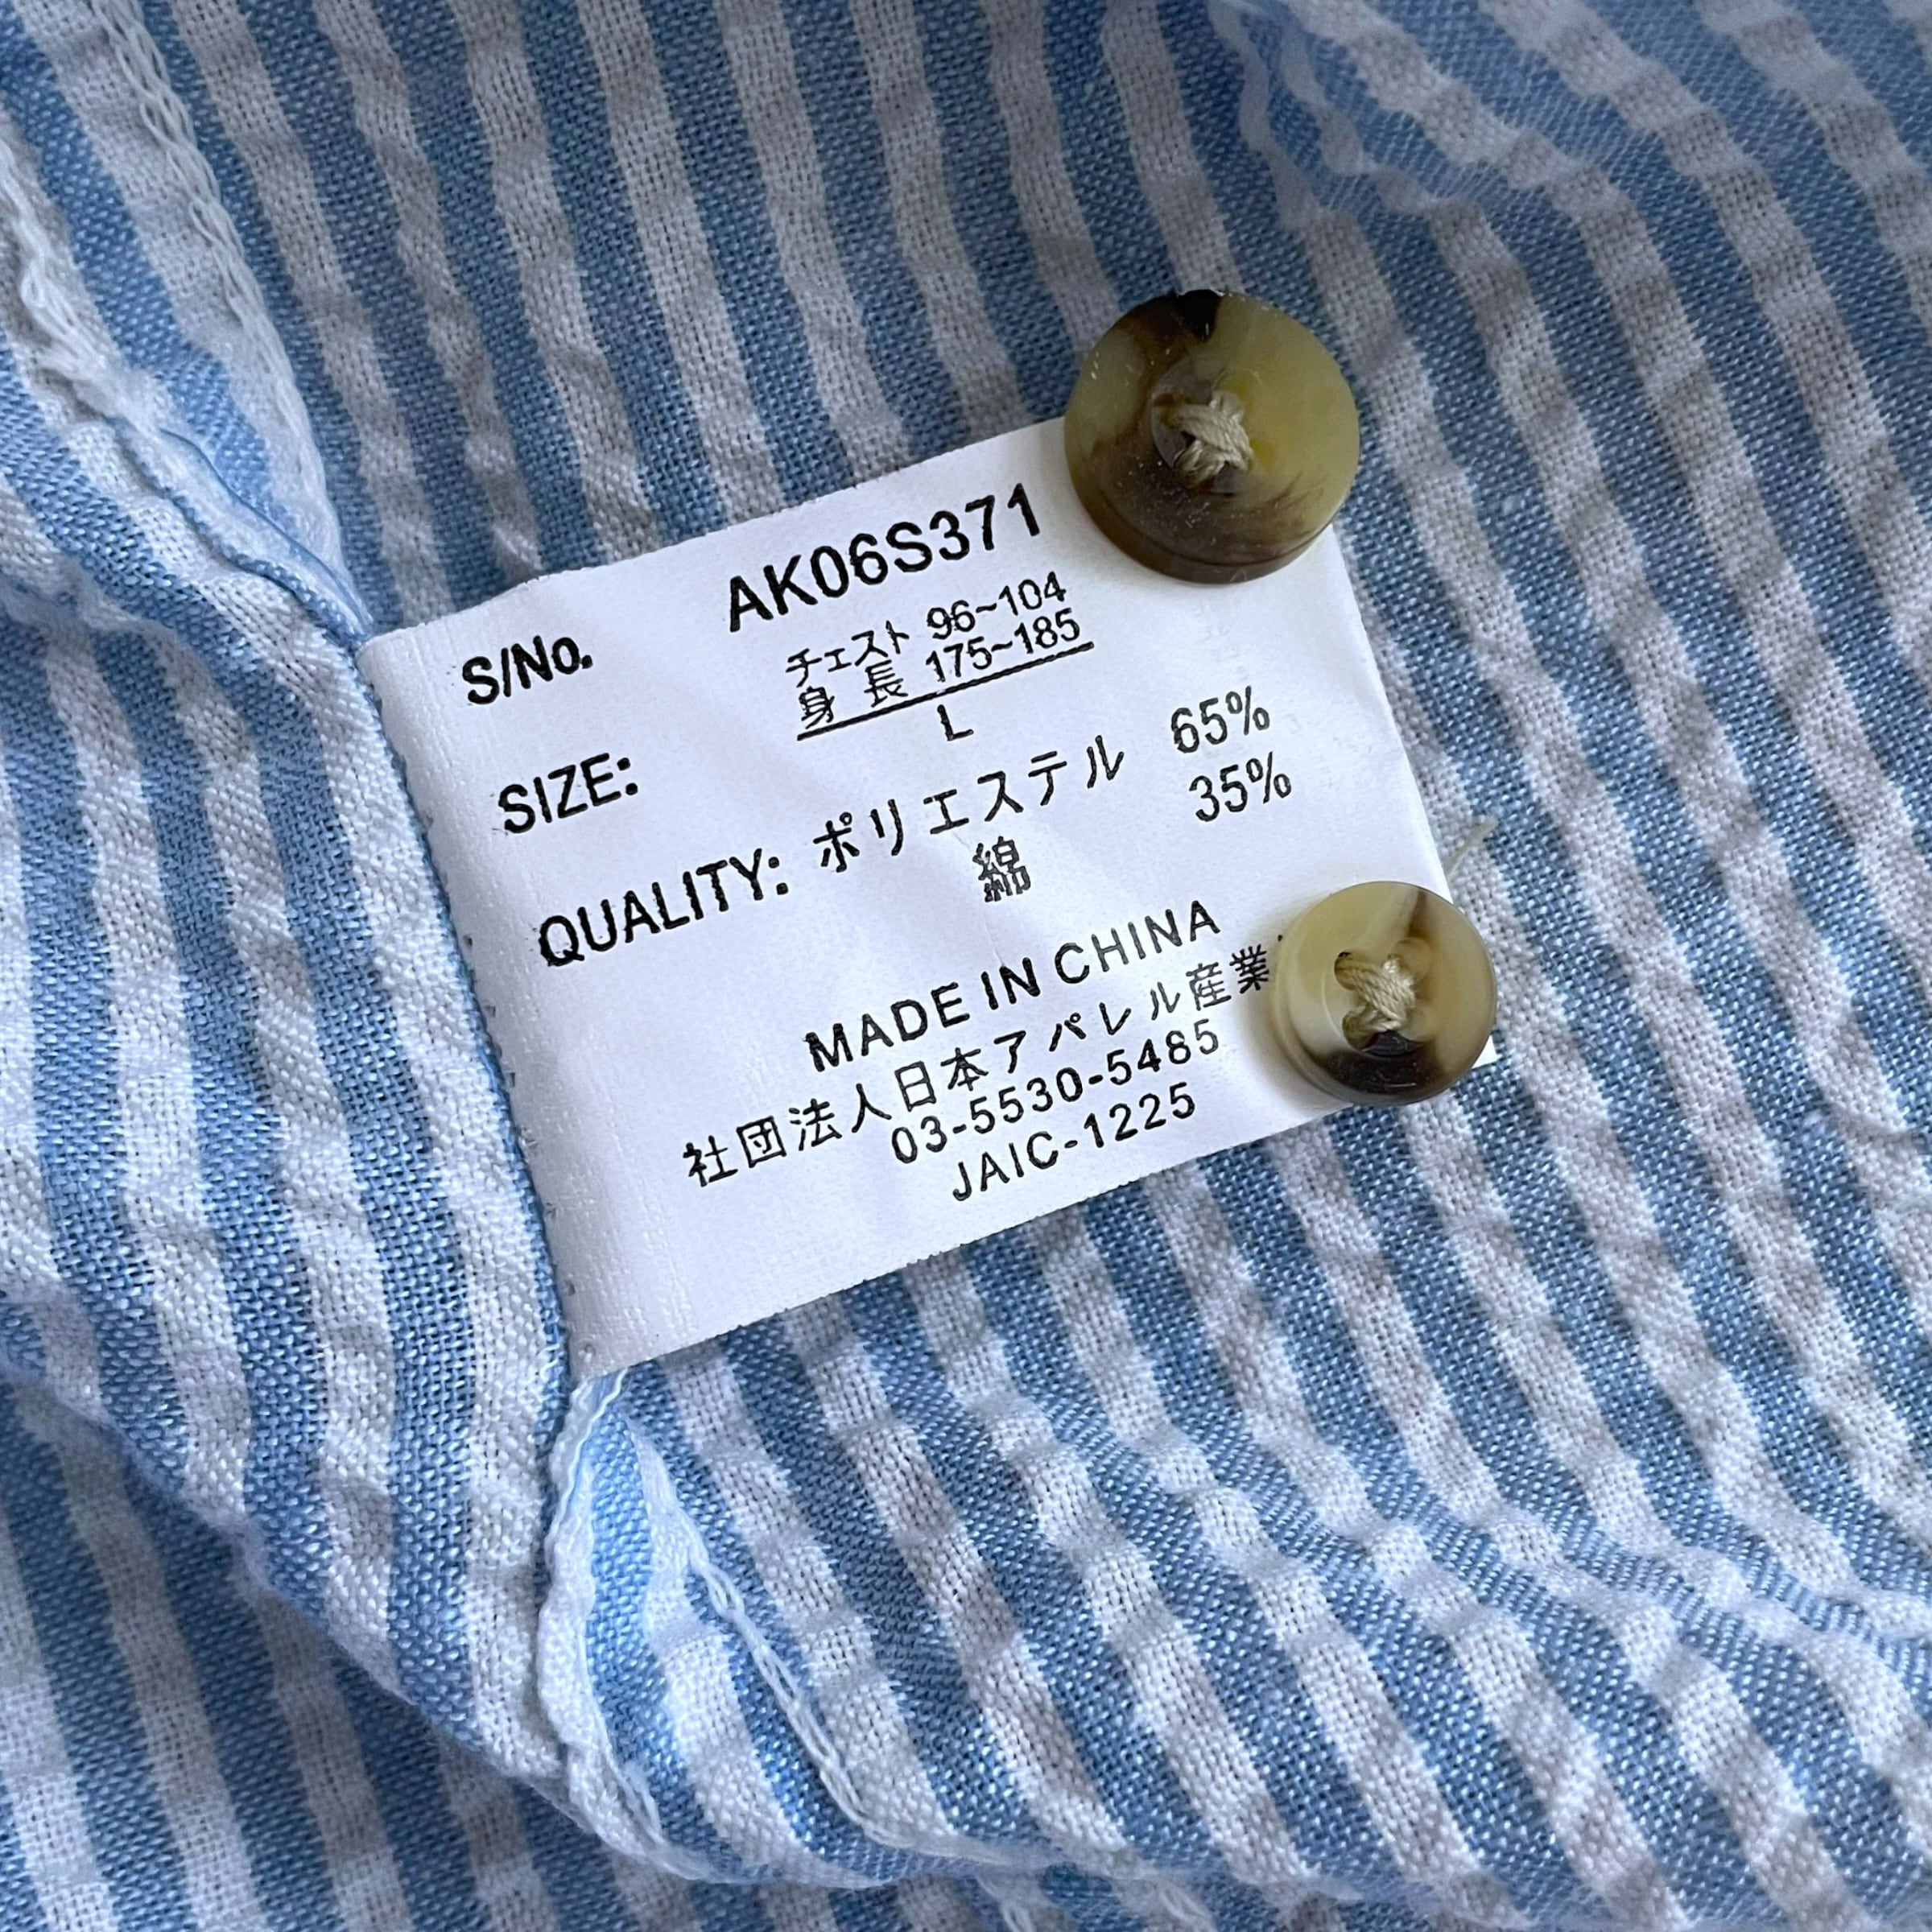 S/No. AK06S371
チェスト 96~104
身 長 175~185
SIZE: L
QUALITY: ポリエステル 65%
綿 35%
MADE IN CHINA
社団法人日本アパレル産業
03-5530-5485
JAIC-1225